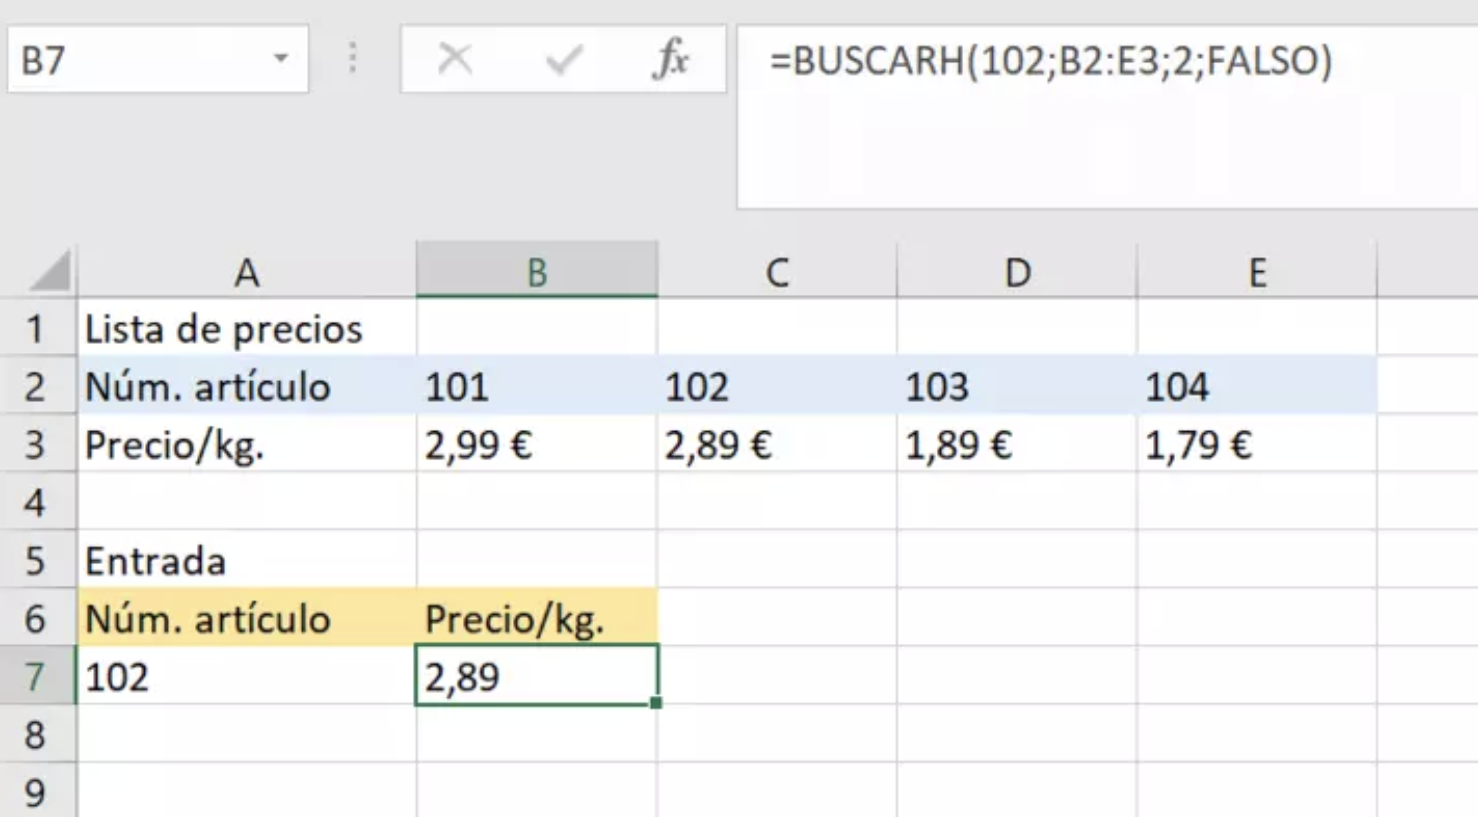 B7 fx =BUSCARH(102;B2:E3;2;FALSO)
A B C D E
1 Lista de precios
2 Núm. artículo 101 102 103 104
3 Precio/kg. 2,99 € 2,89 € 1,89 € 1,79 €
4
5 Entrada
6 Núm. artículo Precio/kg.
7 102 2,89
8
9